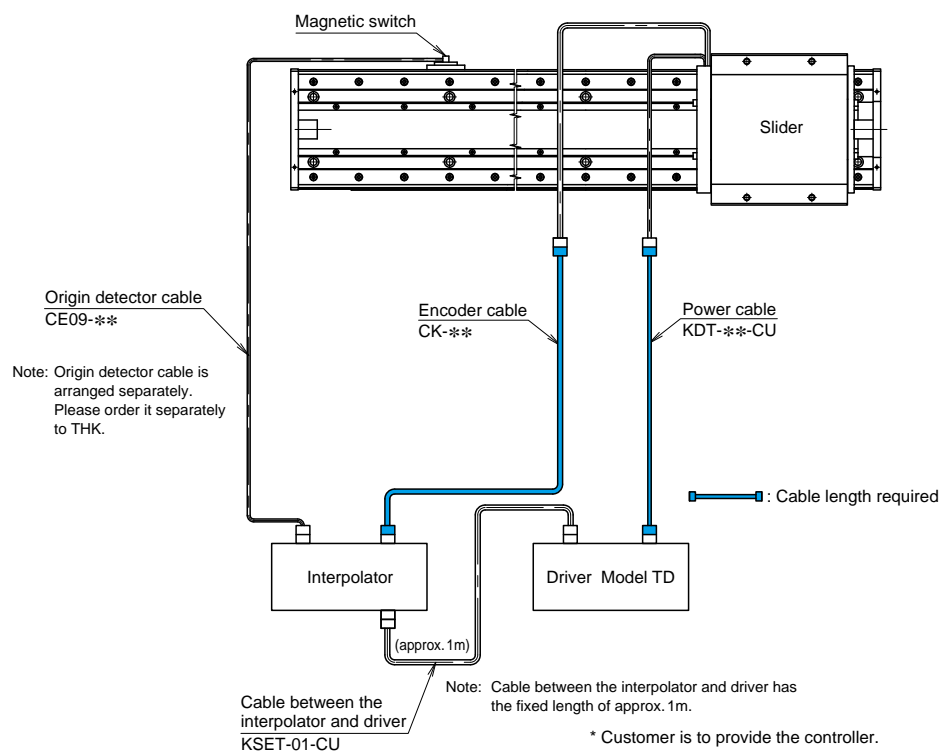 Magnetic switch
Slider
Origin detector cable
CE09-**
Note: Origin detector cable is
arranged separately.
Please order it separately
to THK.
Encoder cable
CK-**
Power cable
KDT-**-CU
: Cable length required
Interpolator
Driver Model TD
(approx. 1m)
Cable between the
interpolator and driver
KSET-01-CU
Note: Cable between the interpolator and driver has
the fixed length of approx. 1m.
* Customer is to provide the controller.